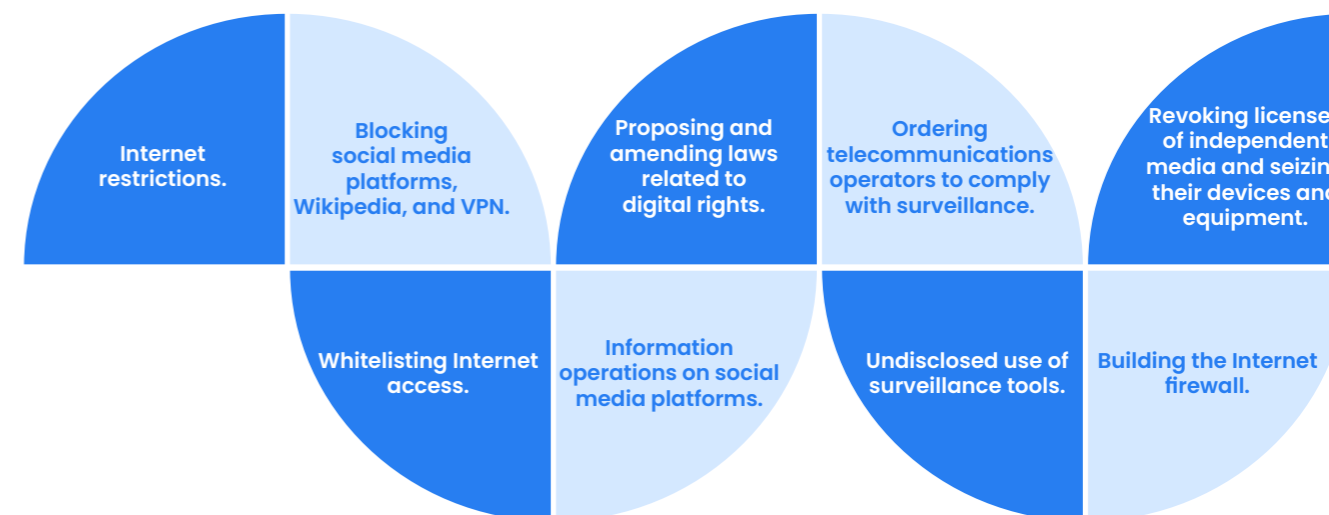 Internet
restrictions.
Blocking
social media
platforms,
Wikipedia, and VPN.
Proposing and
amending laws
related to
digital rights.
Ordering
telecommunications
operators to comply
with surveillance.
Revoking license
of independent
media and seizin
their devices and
equipment.
Whitelisting Internet
access.
Information
operations on social
media platforms.
Undisclosed use of
surveillance tools.
Building the Internet
firewall.